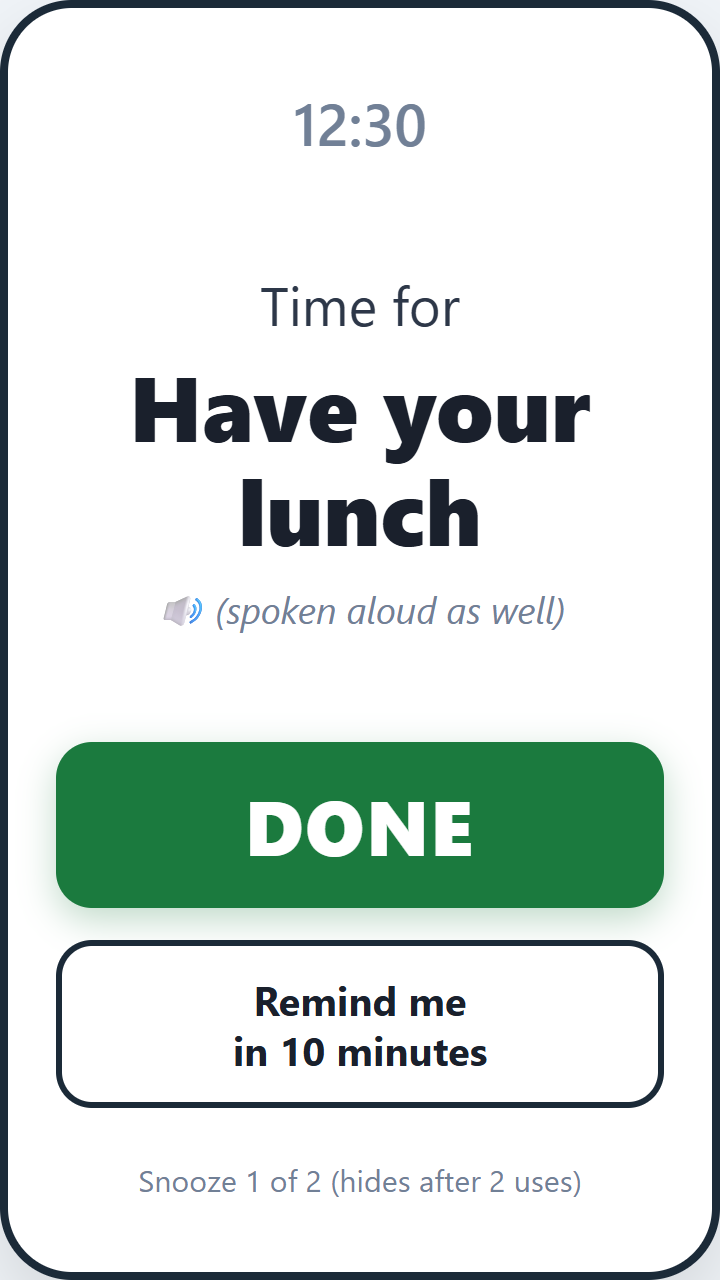 12:30
Time for
Have your
lunch
🔊 (spoken aloud as well)
DONE
Remind me
in 10 minutes
Snooze 1 of 2 (hides after 2 uses)